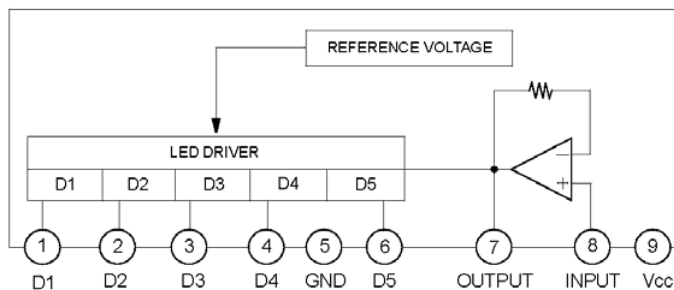 REFERENCE VOLTAGE
LED DRIVER
D1 D2 D3 D4 D5
−
+
1 2 3 4 5 6 7 8 9
D1 D2 D3 D4 GND D5 OUTPUT INPUT Vcc